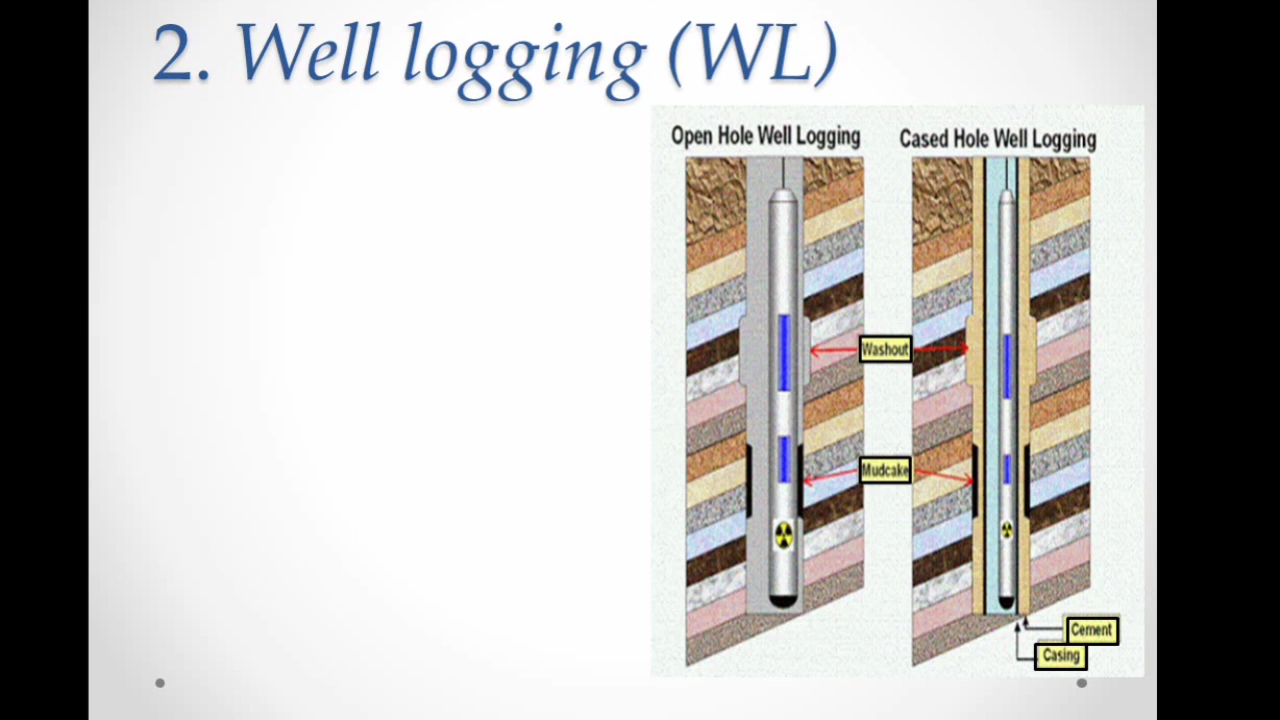 2. Well logging (WL)
Open Hole Well Logging
Cased Hole Well Logging
Washout
Mudcake
Cement
Casing